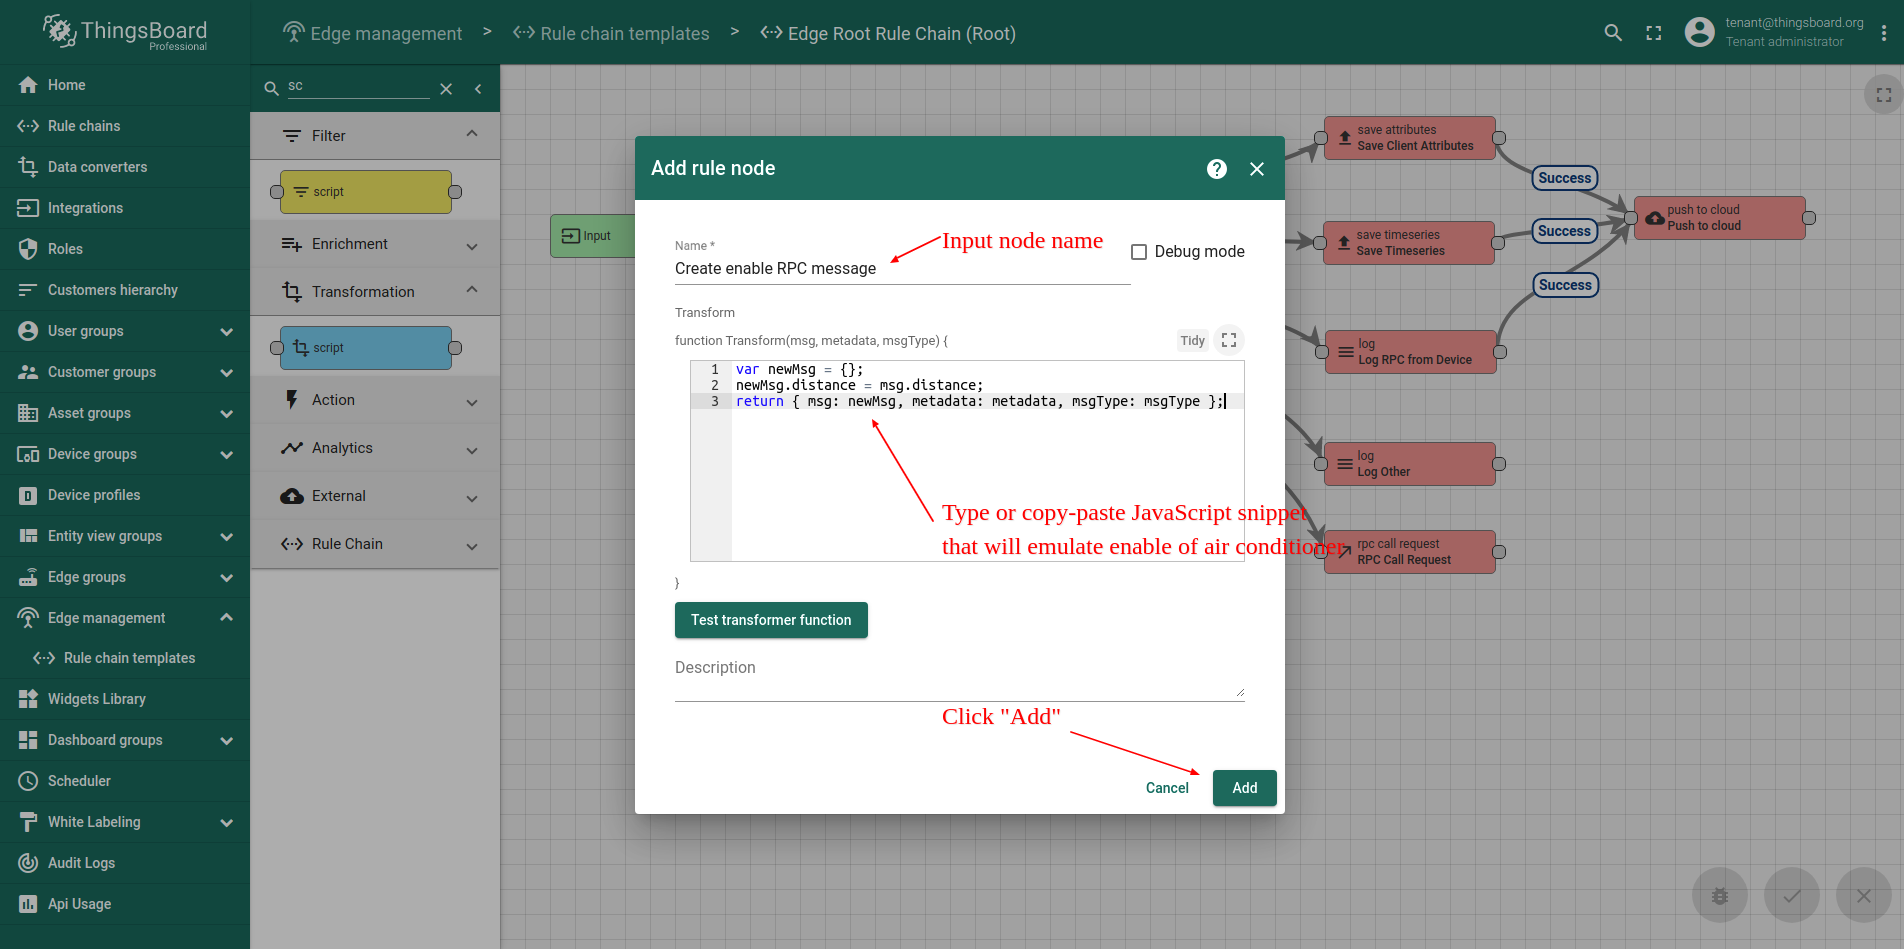 ThingsBoard
Professional
Edge management > Rule chain templates > Edge Root Rule Chain (Root)
tenant@thingsboard.org
Tenant administrator
Home
Rule chains
Data converters
Integrations
Roles
Customers hierarchy
User groups
Customer groups
Asset groups
Device groups
Device profiles
Entity view groups
Edge groups
Edge management
Rule chain templates
Widgets Library
Dashboard groups
Scheduler
White Labeling
Audit Logs
Api Usage
sc
Filter
script
Enrichment
Transformation
script
Action
Analytics
External
Rule Chain
Input
Add rule node
Name *
Create enable RPC message
Input node name
Debug mode
Transform
function Transform(msg, metadata, msgType) {
Tidy
1 var newMsg = {};
2 newMsg.distance = msg.distance;
3 return { msg: newMsg, metadata: metadata, msgType: msgType };
Type or copy-paste JavaScript snippet
that will emulate enable of air conditioner
}
Test transformer function
Description
Click "Add"
Cancel
Add
save attributes
Save Client Attributes
Success
push to cloud
Push to cloud
save timeseries
Save Timeseries
Success
Success
log
Log RPC from Device
log
Log Other
rpc call request
RPC Call Request